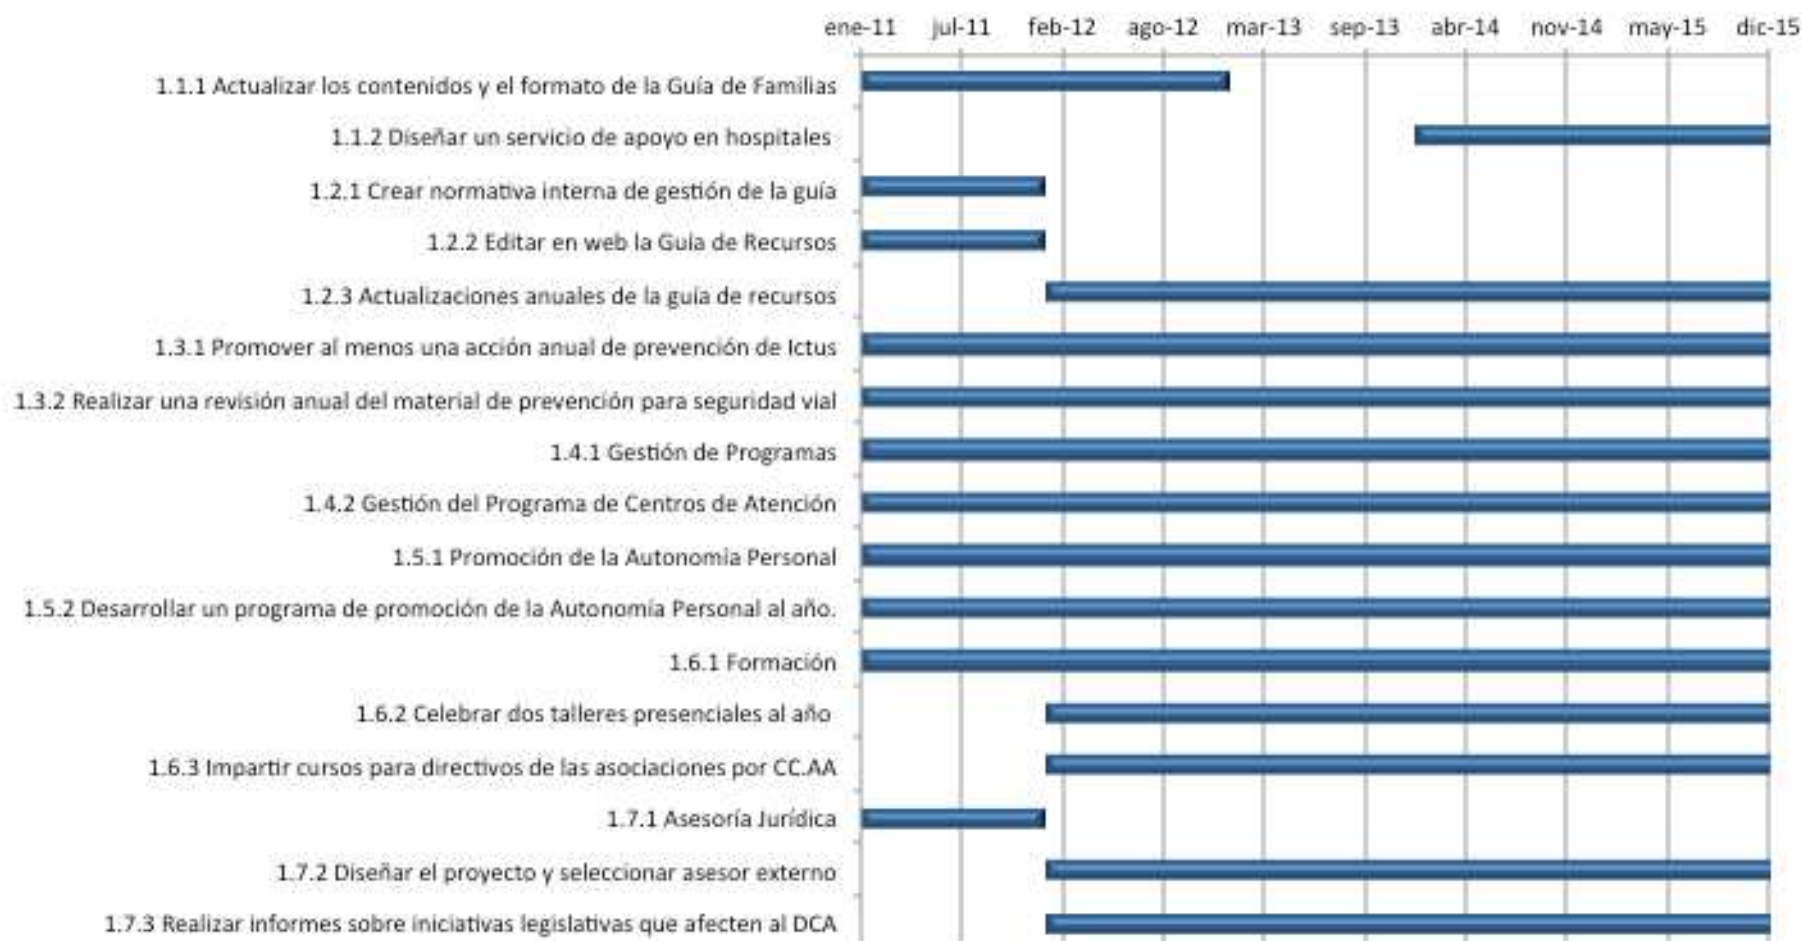 ene-11 jul-11 feb-12 ago-12 mar-13 sep-13 abr-14 nov-14 may-15 dic-15
1.1.1 Actualizar los contenidos y el formato de la Guía de Familias
1.1.2 Diseñar un servicio de apoyo en hospitales
1.2.1 Crear normativa interna de gestión de la guía
1.2.2 Editar en web la Guía de Recursos
1.2.3 Actualizaciones anuales de la guía de recursos
1.3.1 Promover al menos una acción anual de prevención de Ictus
1.3.2 Realizar una revisión anual del material de prevención para seguridad vial
1.4.1 Gestión de Programas
1.4.2 Gestión del Programa de Centros de Atención
1.5.1 Promoción de la Autonomía Personal
1.5.2 Desarrollar un programa de promoción de la Autonomía Personal al año.
1.6.1 Formación
1.6.2 Celebrar dos talleres presenciales al año
1.6.3 Impartir cursos para directivos de las asociaciones por CC.AA
1.7.1 Asesoría Jurídica
1.7.2 Diseñar el proyecto y seleccionar asesor externo
1.7.3 Realizar informes sobre iniciativas legislativas que afecten al DCA